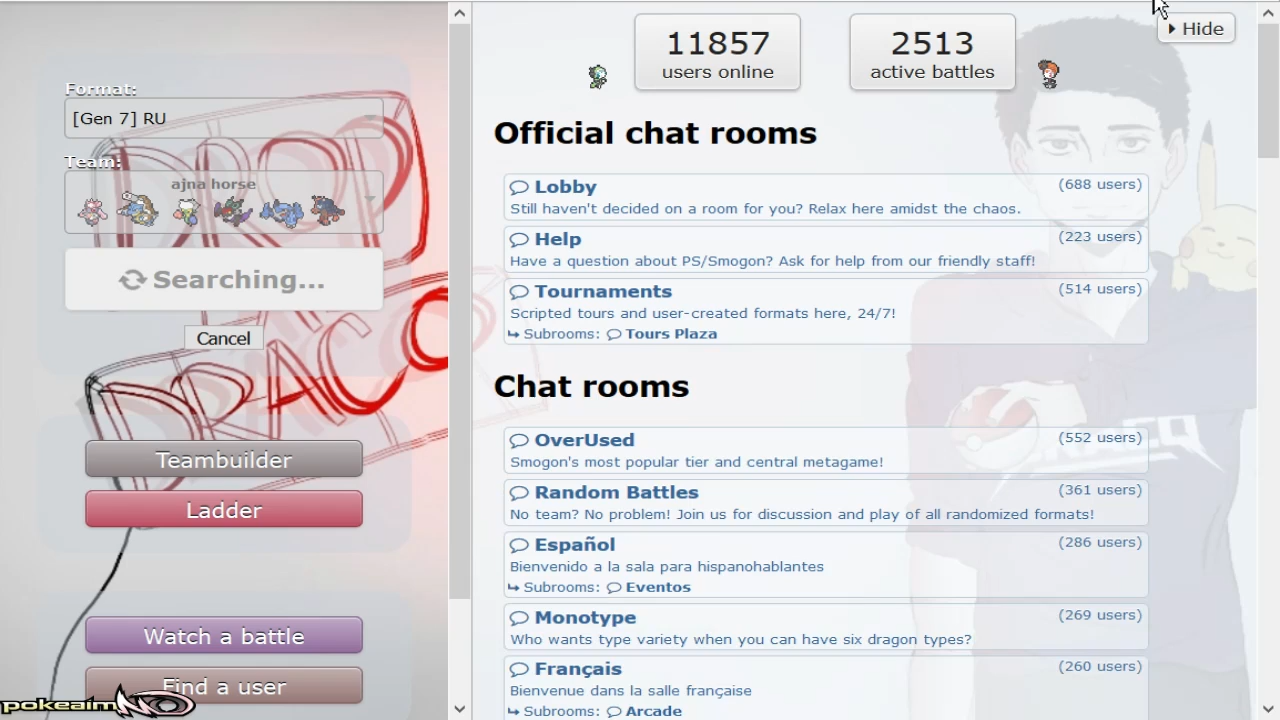 Format:
[Gen 7] RU
Team:
ajna horse
Searching...
Cancel
DROP
DRACO
Teambuilder
Ladder
Watch a battle
Find a user
pokeaimMD
11857
users online
2513
active battles
Hide
Official chat rooms
Lobby (688 users)
Still haven't decided on a room for you? Relax here amidst the chaos.
Help (223 users)
Have a question about PS/Smogon? Ask for help from our friendly staff!
Tournaments (514 users)
Scripted tours and user-created formats here, 24/7!
↳ Subrooms: Tours Plaza
Chat rooms
OverUsed (552 users)
Smogon's most popular tier and central metagame!
Random Battles (361 users)
No team? No problem! Join us for discussion and play of all randomized formats!
Español (286 users)
Bienvenido a la sala para hispanohablantes
↳ Subrooms: Eventos
Monotype (269 users)
Who wants type variety when you can have six dragon types?
Français (260 users)
Bienvenue dans la salle française
↳ Subrooms: Arcade